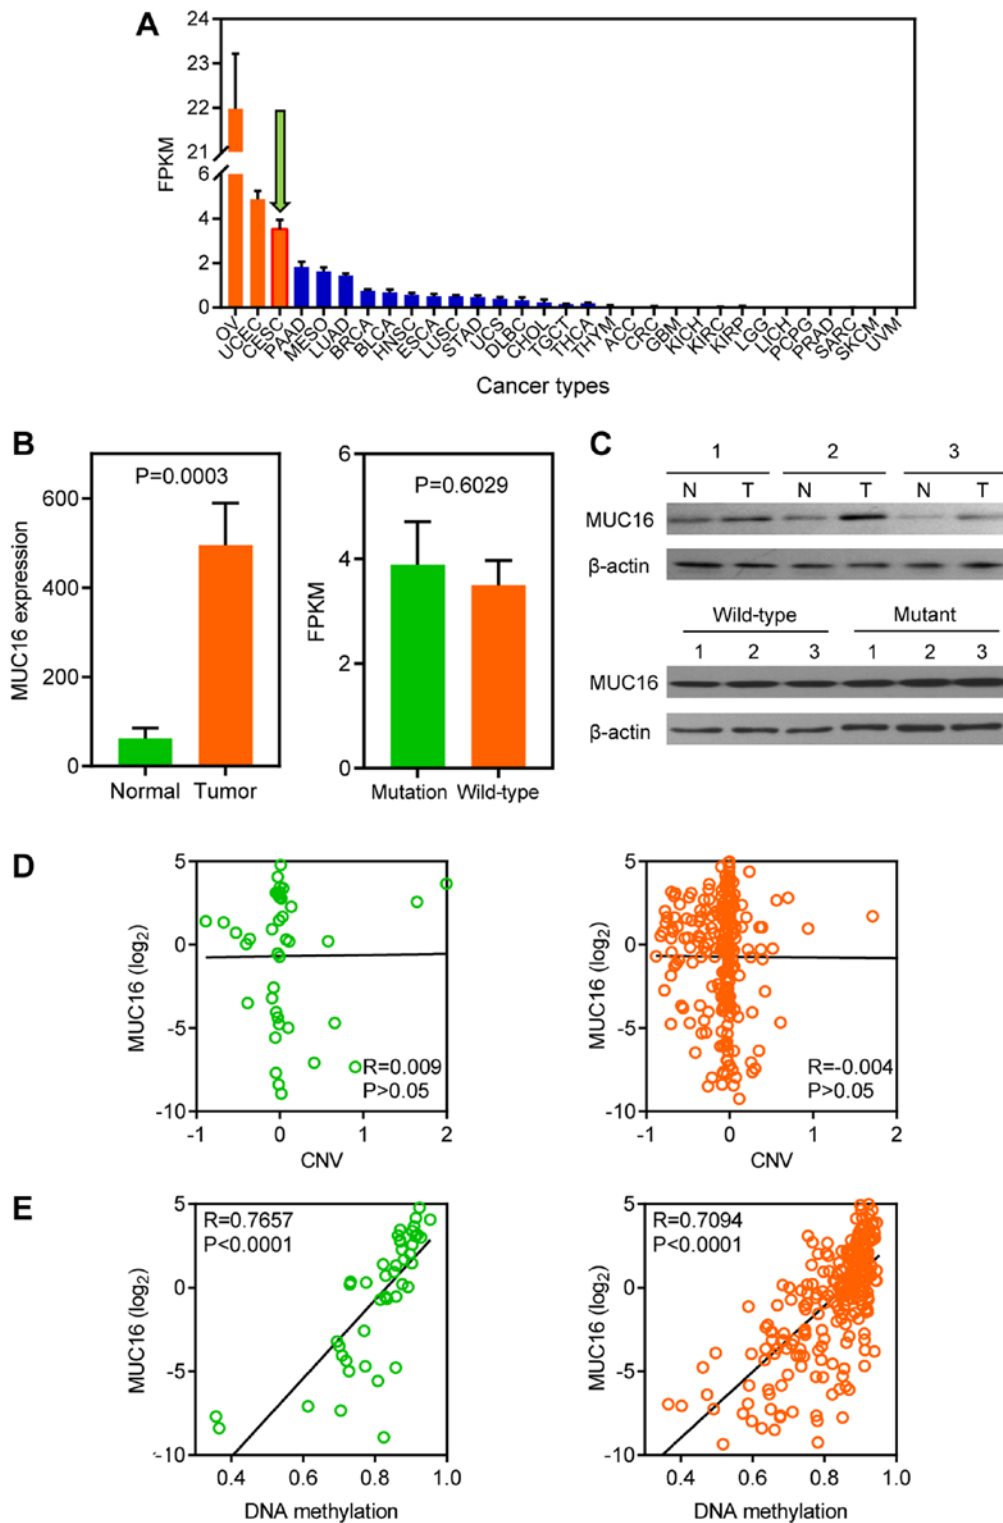 A
24
23
22
21
6
4
2
0
FPKM
OV
UCEC
CESC
PAAD
MESO
LUAD
BRCA
BLCA
HNSC
ESCA
LUSC
STAD
UCS
DLBC
CHOL
TGCT
THCA
THYM
ACC
CRC
GBM
KICH
KIRC
KIRP
LGG
LICH
PCPG
PRAD
SARC
SKCM
UVM
Cancer types
B
P=0.0003
600
400
200
0
MUC16 expression
Normal Tumor
P=0.6029
6
4
2
0
FPKM
Mutation Wild-type
C
1 2 3
N T N T N T
MUC16
β-actin
Wild-type Mutant
1 2 3 1 2 3
MUC16
β-actin
D
5
0
-5
-10
MUC16 (log2)
R=0.009
P>0.05
-1 0 1 2
CNV
5
0
-5
-10
MUC16 (log2)
R=-0.004
P>0.05
-1 0 1 2
CNV
E
R=0.7657
P<0.0001
5
0
-5
-10
MUC16 (log2)
0.4 0.6 0.8 1.0
DNA methylation
R=0.7094
P<0.0001
5
0
-5
-10
MUC16 (log2)
0.4 0.6 0.8 1.0
DNA methylation